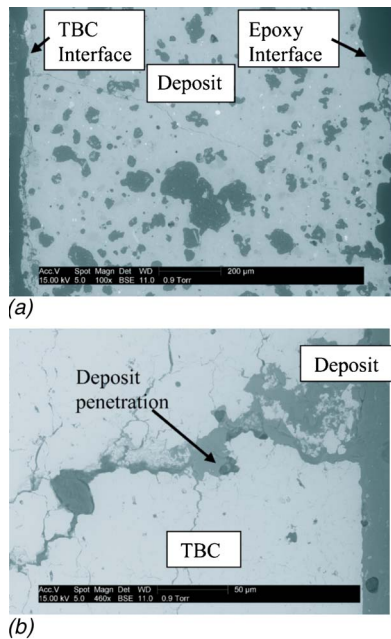 TBC
Interface
Epoxy
Interface
Deposit
Acc.V Spot Magn Det WD
15.00 kV 5.0 100x BSE 11.0 0.9 Torr
200 µm
(a)
Deposit
Deposit
penetration
TBC
Acc.V Spot Magn Det WD
15.00 kV 5.0 460x BSE 11.0 0.9 Torr
50 µm
(b)